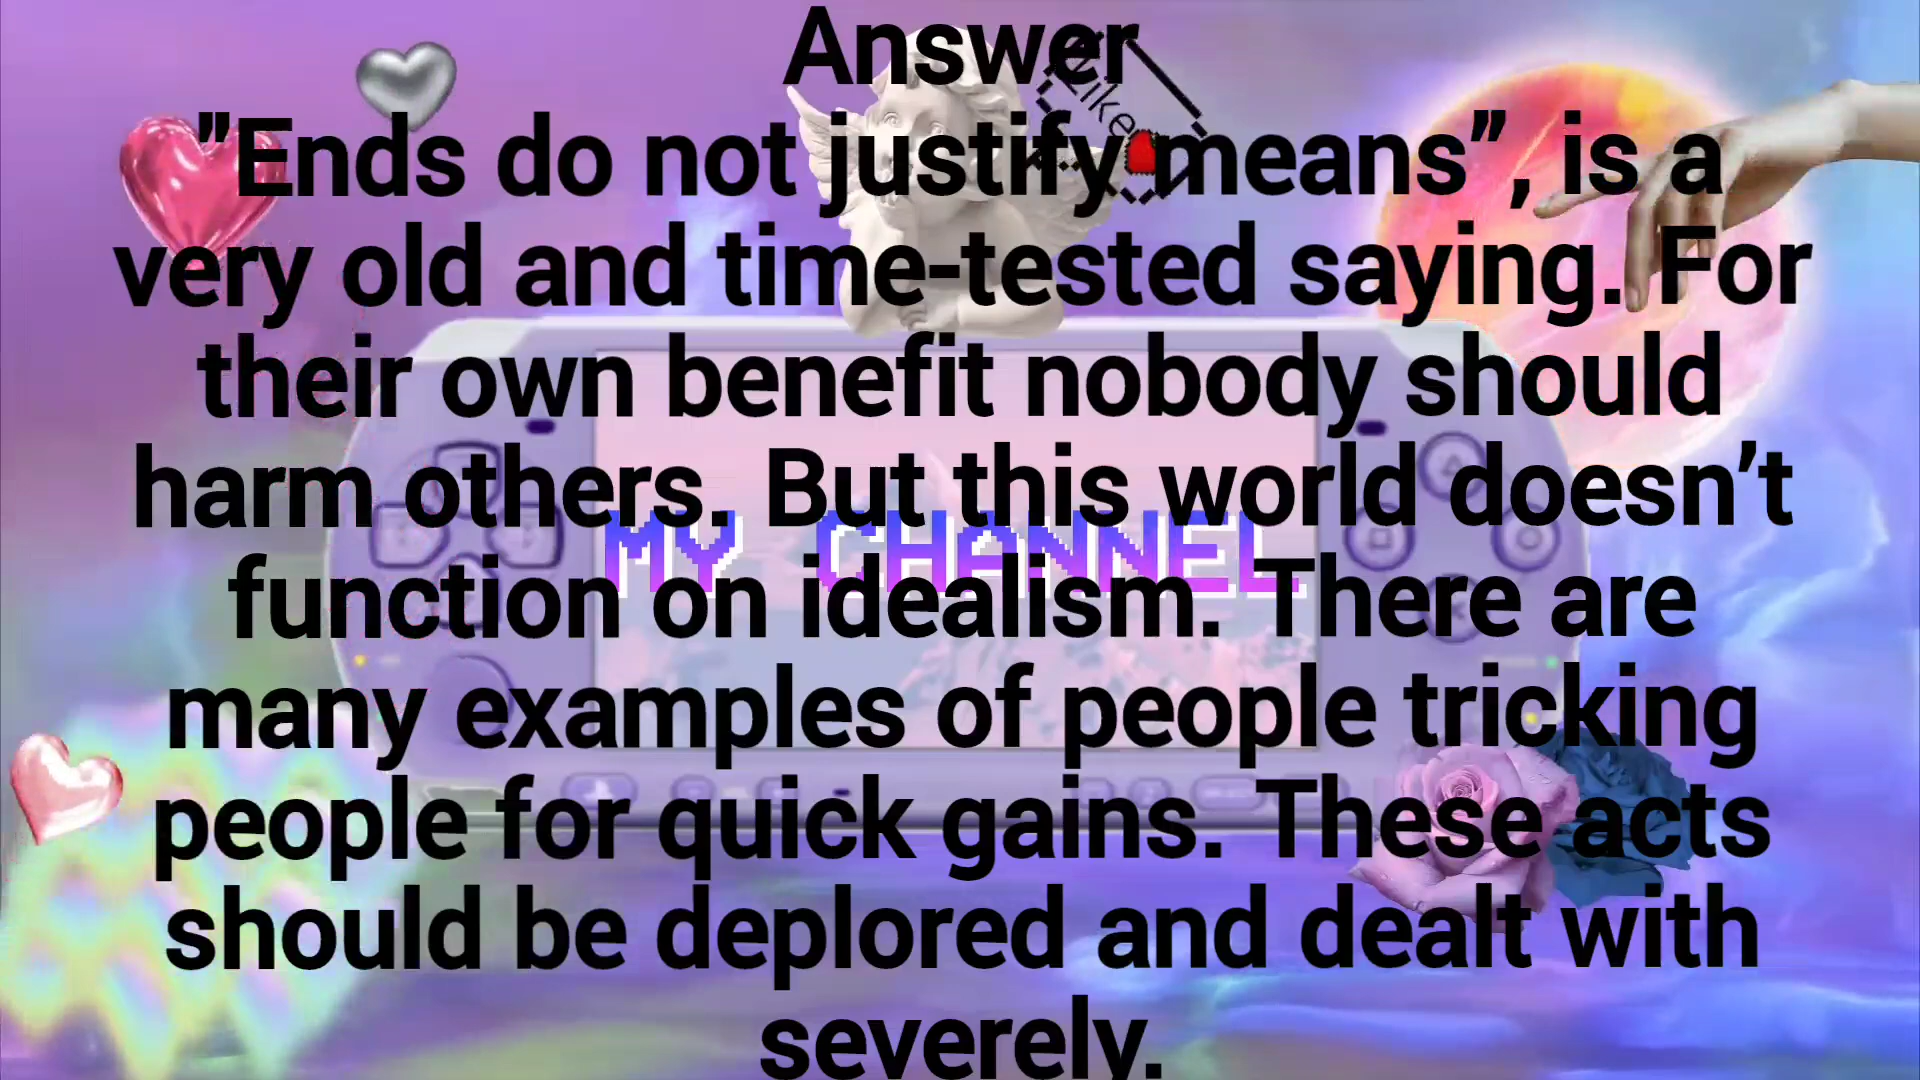 Answer
"Ends do not justify means”, is a
very old and time-tested saying. For
their own benefit nobody should
harm others. But this world doesn’t
MY CHANNEL
function on idealism. There are
many examples of people tricking
people for quick gains. These acts
should be deplored and dealt with
severely.